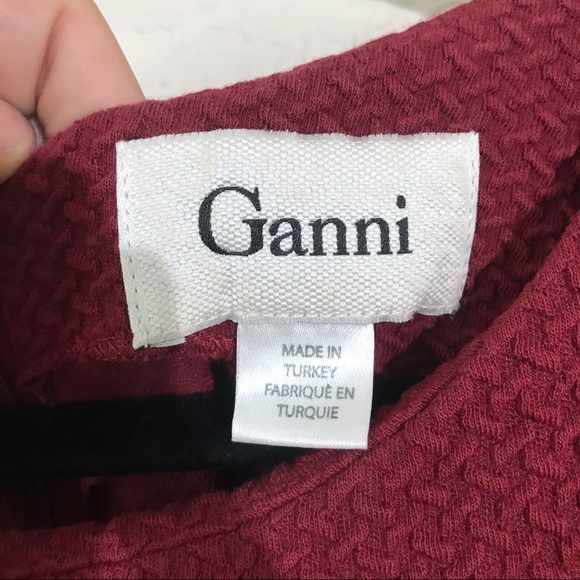 Ganni
MADE IN
TURKEY
FABRIQUÈ EN
TURQUIE